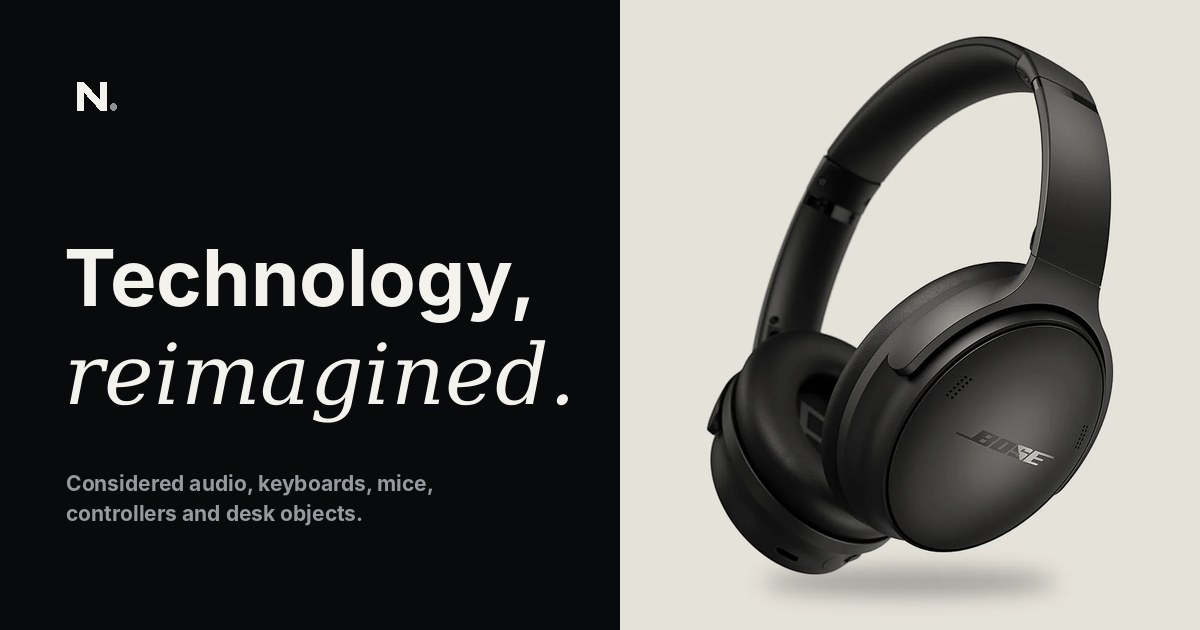 N.
Technology,
reimagined.
Considered audio, keyboards, mice,
controllers and desk objects.
BOSE